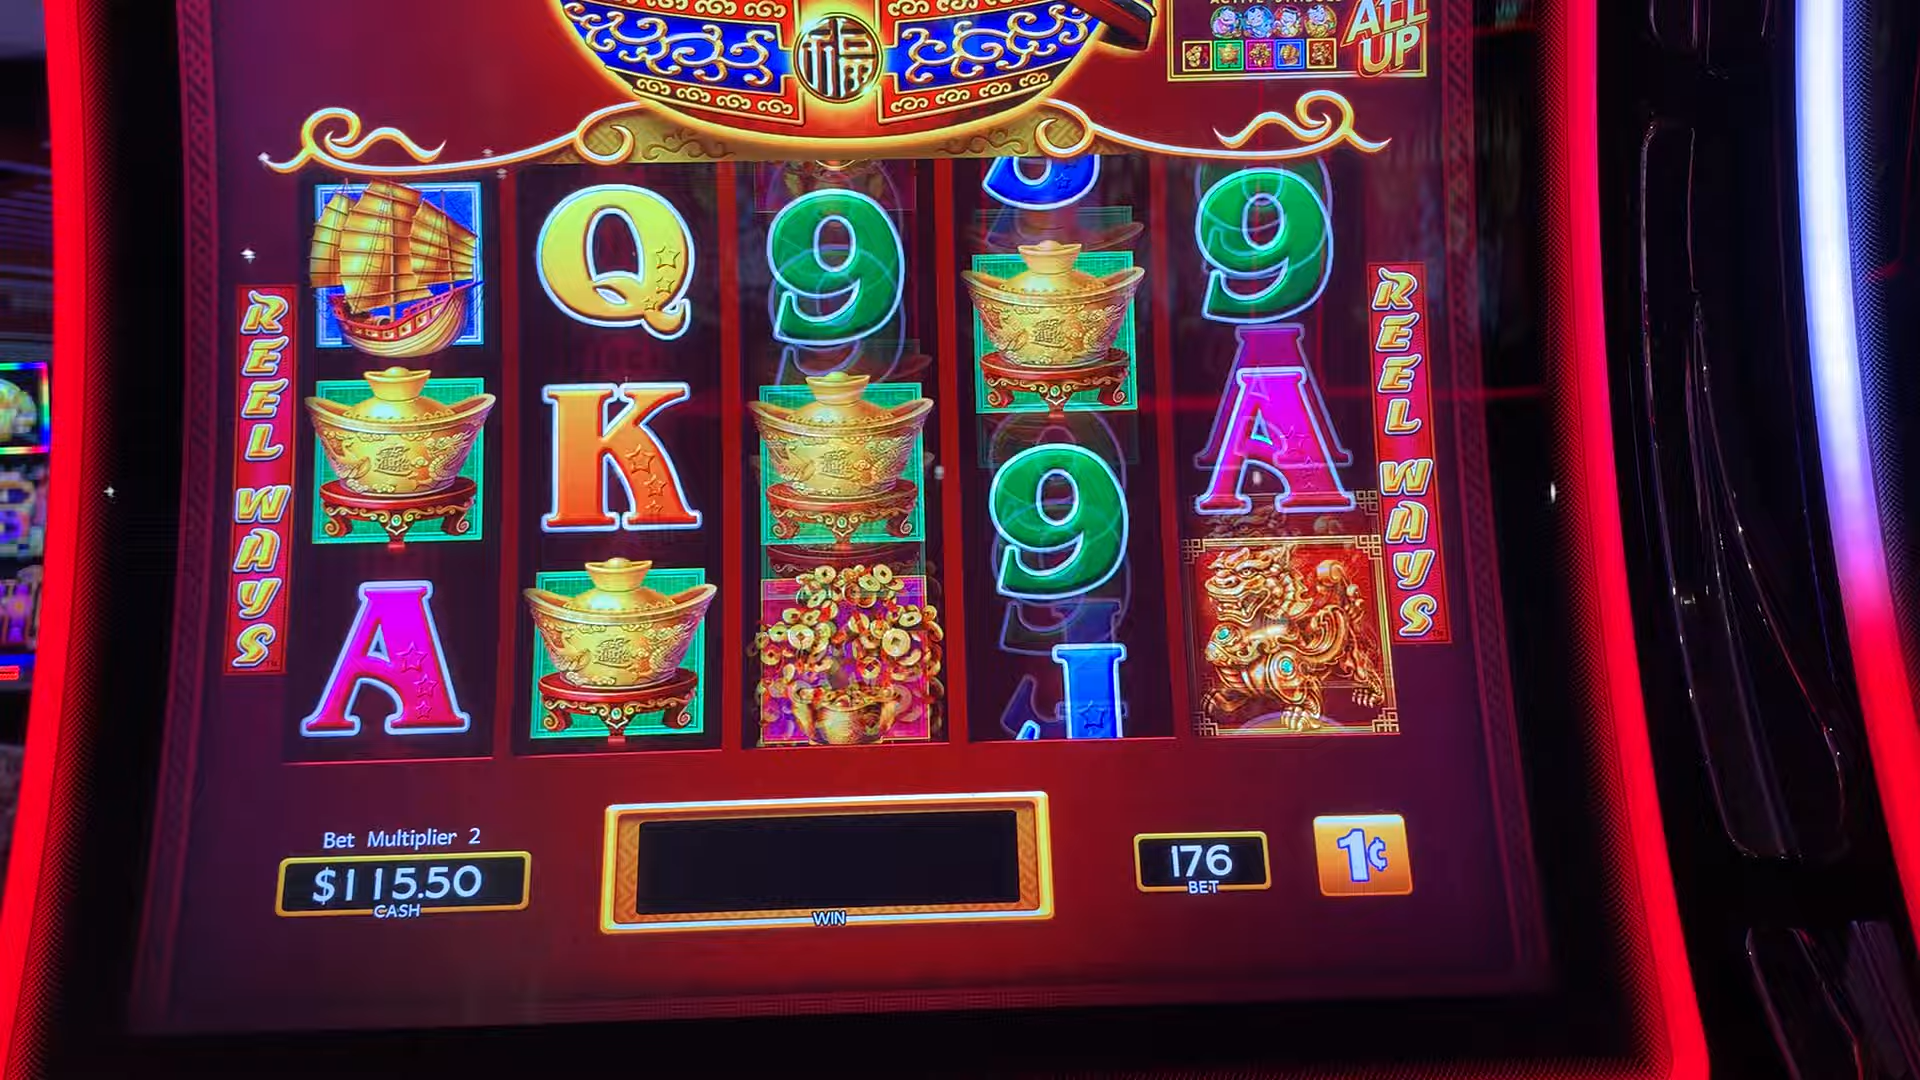 ALL
UP
福
REEL WAYS
REEL WAYS
Q
9
9
K
A
A
9
J
Bet Multiplier 2
$115.50
CASH
WIN
176
BET
1¢